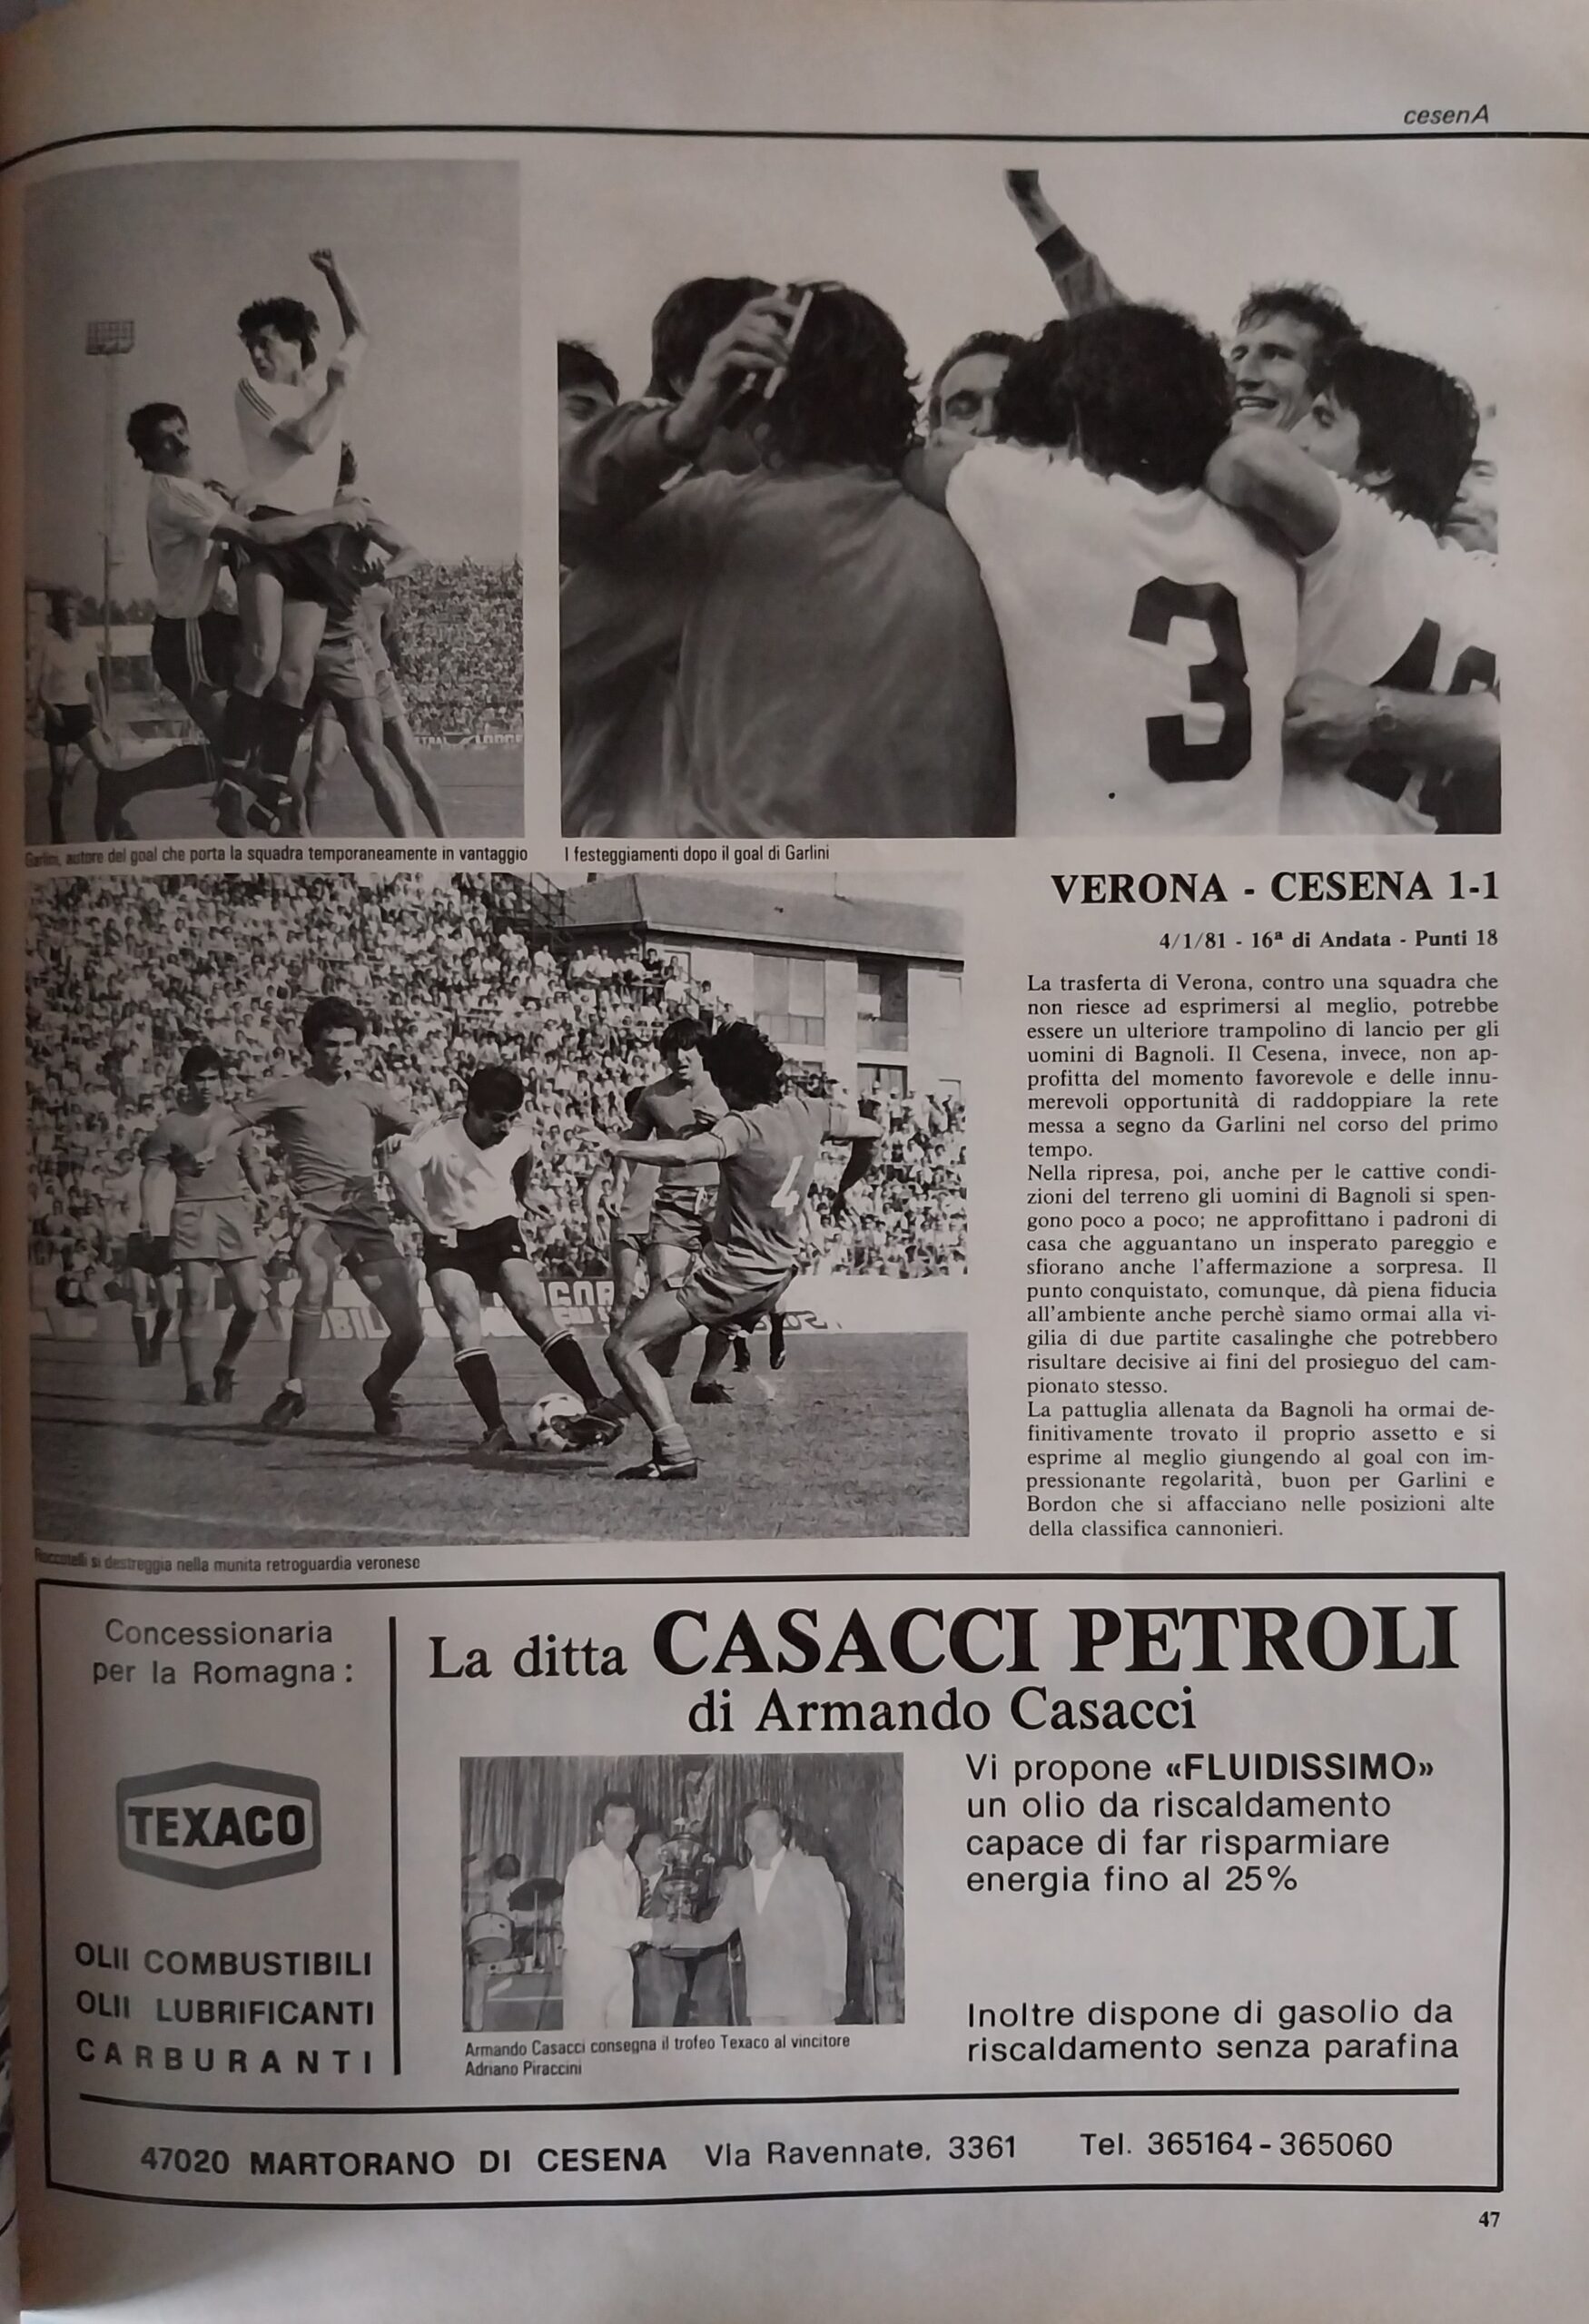 cesenA
Garlini, autore del goal che porta la squadra temporaneamente in vantaggio
I festeggiamenti dopo il goal di Garlini
3
4
VERONA - CESENA 1-1
4/1/81 - 16ª di Andata - Punti 18
La trasferta di Verona, contro una squadra che
non riesce ad esprimersi al meglio, potrebbe
essere un ulteriore trampolino di lancio per gli
uomini di Bagnoli. Il Cesena, invece, non ap-
profitta del momento favorevole e delle innu-
merevoli opportunità di raddoppiare la rete
messa a segno da Garlini nel corso del primo
tempo.
Nella ripresa, poi, anche per le cattive condi-
zioni del terreno gli uomini di Bagnoli si spen-
gono poco a poco; ne approfittano i padroni di
casa che agguantano un insperato pareggio e
sfiorano anche l'affermazione a sorpresa. Il
punto conquistato, comunque, dà piena fiducia
all'ambiente anche perchè siamo ormai alla vi-
gilia di due partite casalinghe che potrebbero
risultare decisive ai fini del prosieguo del cam-
pionato stesso.
La pattuglia allenata da Bagnoli ha ormai de-
finitivamente trovato il proprio assetto e si
esprime al meglio giungendo al goal con im-
pressionante regolarità, buon per Garlini e
Bordon che si affacciano nelle posizioni alte
della classifica cannonieri.
Roccotelli si destreggia nella munita retroguardia veronese
Concessionaria
per la Romagna:
TEXACO
OLII COMBUSTIBILI
OLII LUBRIFICANTI
CARBURANTI
La ditta CASACCI PETROLI
di Armando Casacci
Vi propone «FLUIDISSIMO»
un olio da riscaldamento
capace di far risparmiare
energia fino al 25%
Inoltre dispone di gasolio da
riscaldamento senza parafina
Armando Casacci consegna il trofeo Texaco al vincitore
Adriano Piraccini
47020 MARTORANO DI CESENA Via Ravennate, 3361 Tel. 365164-365060
47